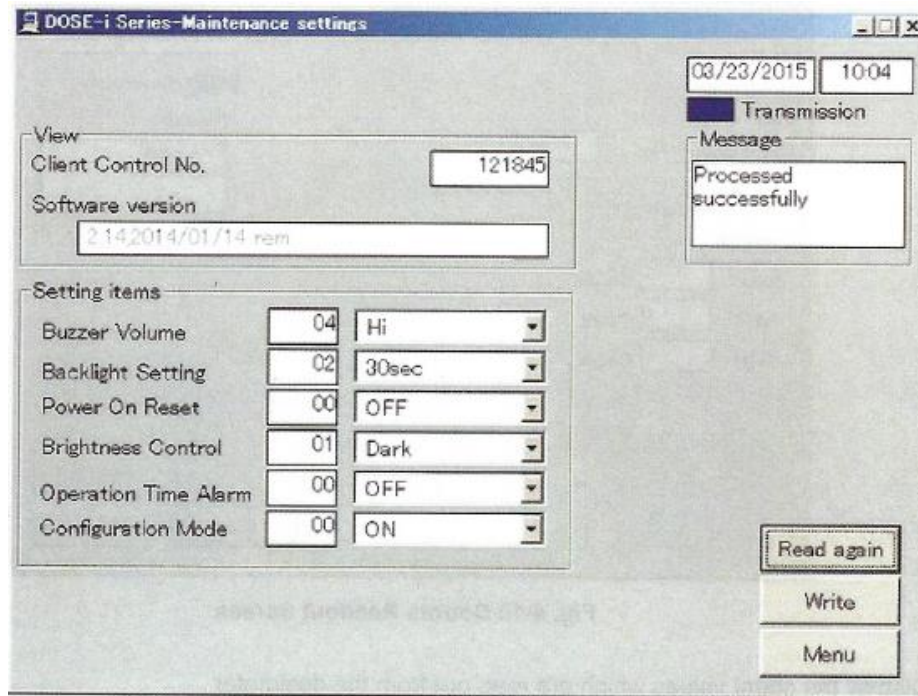 DOSE-i Series-Maintenance settings
03/23/2015 10:04
Transmission
View
Client Control No. 121845
Message
Processed
successfully
Software version
2.14,2014/01/14 rem
Setting items
Buzzer Volume 04 Hi
Backlight Setting 02 30sec
Power On Reset 00 OFF
Brightness Control 01 Dark
Operation Time Alarm 00 OFF
Configuration Mode 00 ON
Read again
Write
Menu